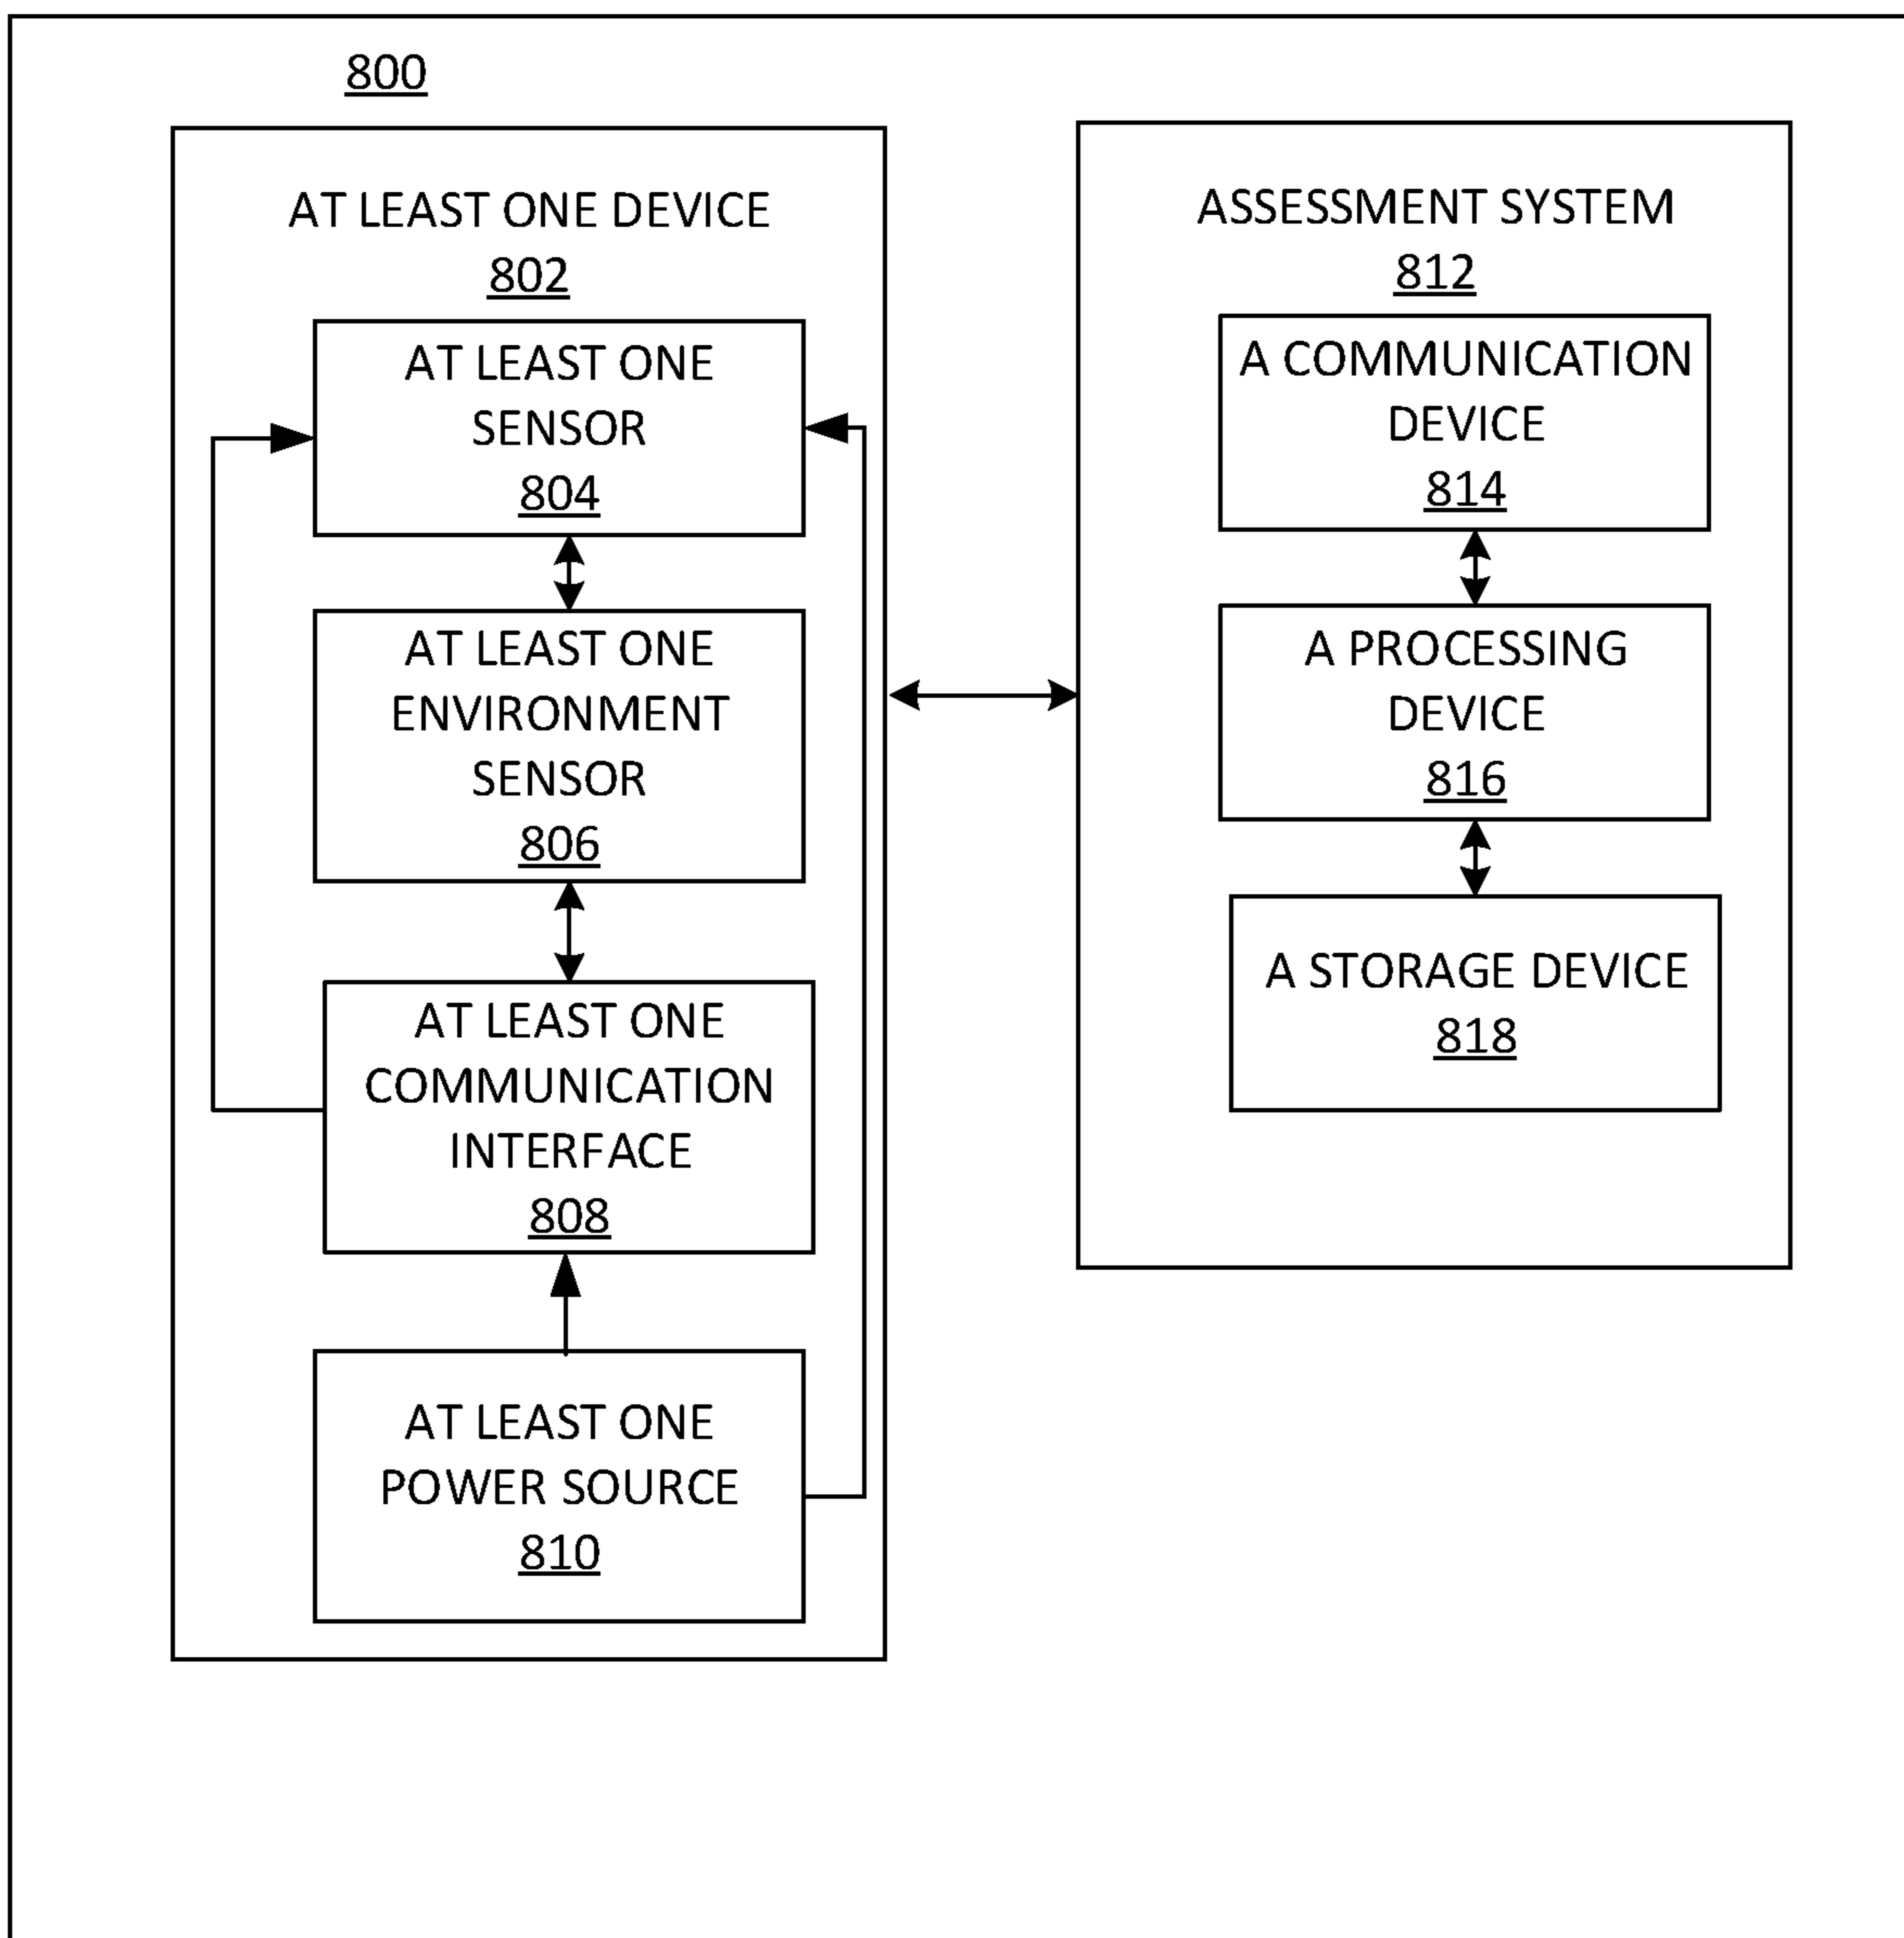 800
AT LEAST ONE DEVICE
802
AT LEAST ONE
SENSOR
804
AT LEAST ONE
ENVIRONMENT
SENSOR
806
AT LEAST ONE
COMMUNICATION
INTERFACE
808
AT LEAST ONE
POWER SOURCE
810
ASSESSMENT SYSTEM
812
A COMMUNICATION
DEVICE
814
A PROCESSING
DEVICE
816
A STORAGE DEVICE
818